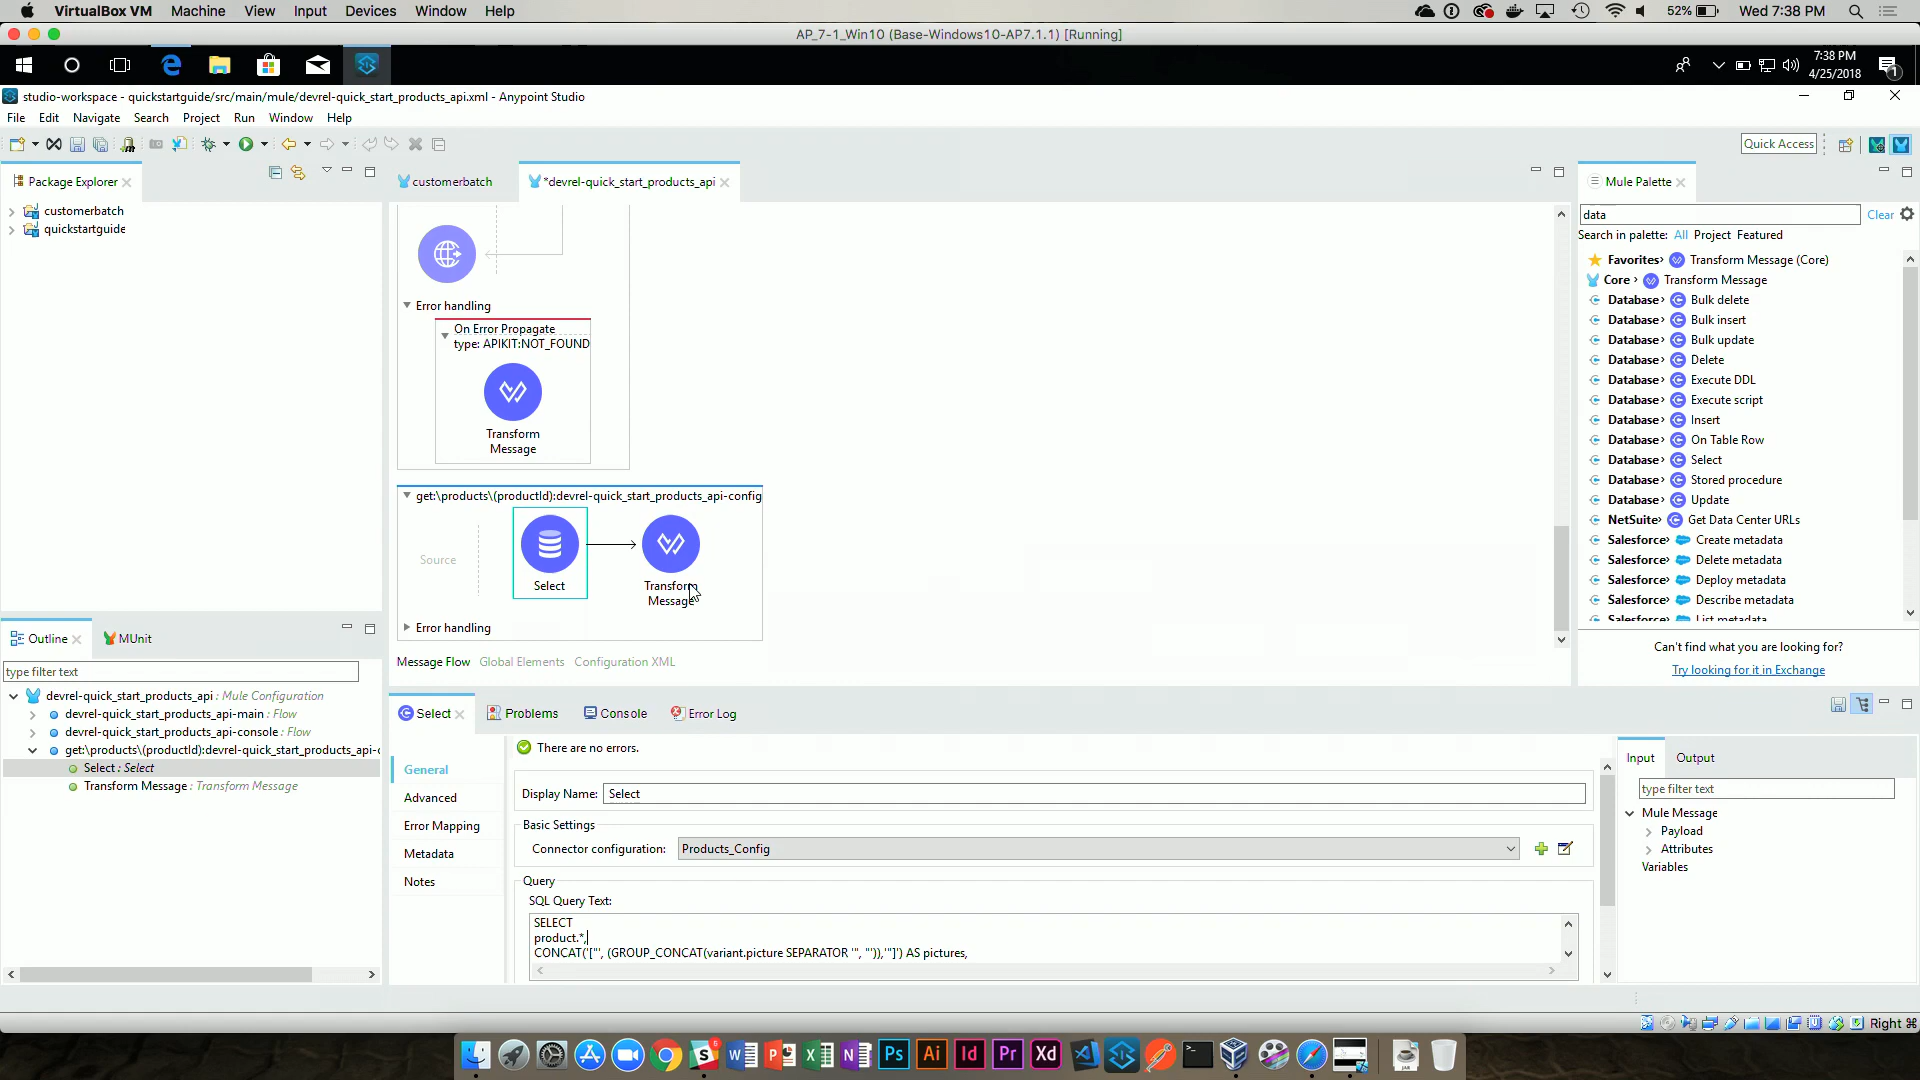 VirtualBox VM Machine View Input Devices Window Help
52% Wed 7:38 PM
AP_7-1_Win10 (Base-Windows10-AP7.1.1) [Running]
7:38 PM
4/25/2018
1
studio-workspace - quickstartguide/src/main/mule/devrel-quick_start_products_api.xml - Anypoint Studio
File Edit Navigate Search Project Run Window Help
Quick Access
Package Explorer
customerbatch
quickstartguide
customerbatch
*devrel-quick_start_products_api
Error handling
On Error Propagate
type: APIKIT:NOT_FOUND
Transform
Message
get:\products\(productId):devrel-quick_start_products_api-config
Source
Select
Transform
Message
Error handling
Message Flow Global Elements Configuration XML
Mule Palette
data
Clear
Search in palette: All Project Featured
Favorites› Transform Message (Core)
Core › Transform Message
Database› Bulk delete
Database› Bulk insert
Database› Bulk update
Database› Delete
Database› Execute DDL
Database› Execute script
Database› Insert
Database› On Table Row
Database› Select
Database› Stored procedure
Database› Update
NetSuite› Get Data Center URLs
Salesforce› Create metadata
Salesforce› Delete metadata
Salesforce› Deploy metadata
Salesforce› Describe metadata
Salesforce› List metadata
Can't find what you are looking for?
Try looking for it in Exchange
Outline MUnit
type filter text
devrel-quick_start_products_api : Mule Configuration
devrel-quick_start_products_api-main : Flow
devrel-quick_start_products_api-console : Flow
get:\products\(productId):devrel-quick_start_products_api-c
Select : Select
Transform Message : Transform Message
Select Problems Console Error Log
There are no errors.
General
Advanced
Error Mapping
Metadata
Notes
Display Name: Select
Basic Settings
Connector configuration: Products_Config
Query
SQL Query Text:
SELECT
product.*,
CONCAT('["', (GROUP_CONCAT(variant.picture SEPARATOR '", "')),'"]') AS pictures,
Input Output
type filter text
Mule Message
Payload
Attributes
Variables
Right ⌘
6
Ps Ai Id Pr Xd